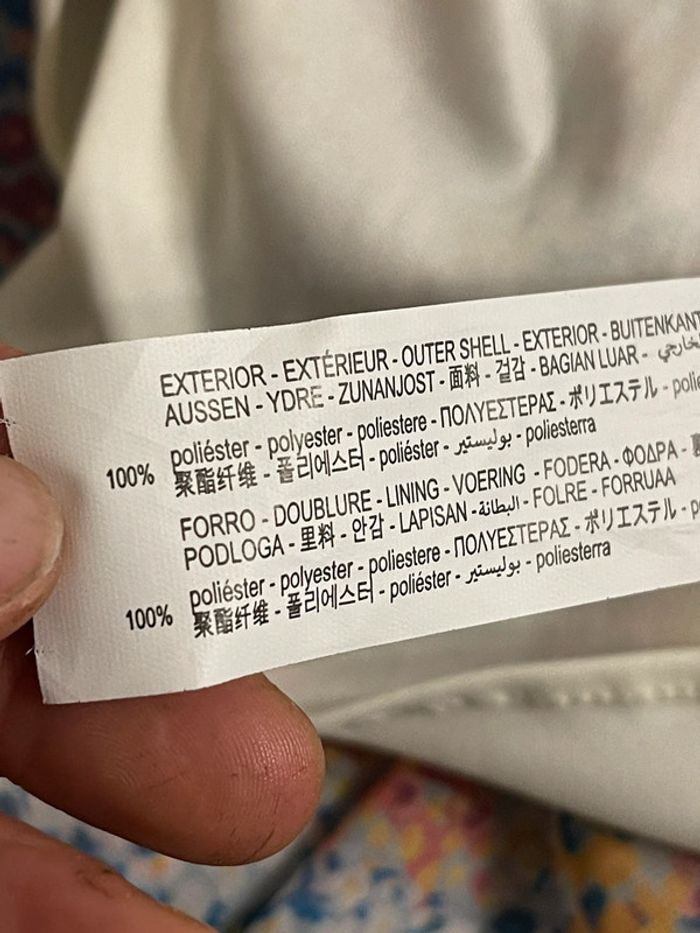 EXTERIOR - EXTÉRIEUR - OUTER SHELL - EXTERIOR - BUITENKANT
AUSSEN - YDRE - ZUNANJOST - 面料 - 겉감 - BAGIAN LUAR -
100% poliéster - polyester - poliestere - ΠΟΛΥΕΣΤΕΡΑΣ - ポリエステル -
聚酯纤维 - 폴리에스터 - poliéster - بوليستير - poliesterra
FORRO - DOUBLURE - LINING - VOERING - FODERA - ΦΟΔΡΑ -
PODLOGA - 里料 - 안감 - LAPISAN - البطانة - FOLRE - FORRUAA
100% poliéster - polyester - poliestere - ΠΟΛΥΕΣΤΕΡΑΣ - ポリエステル -
聚酯纤维 - 폴리에스터 - poliéster - بوليستير - poliesterra